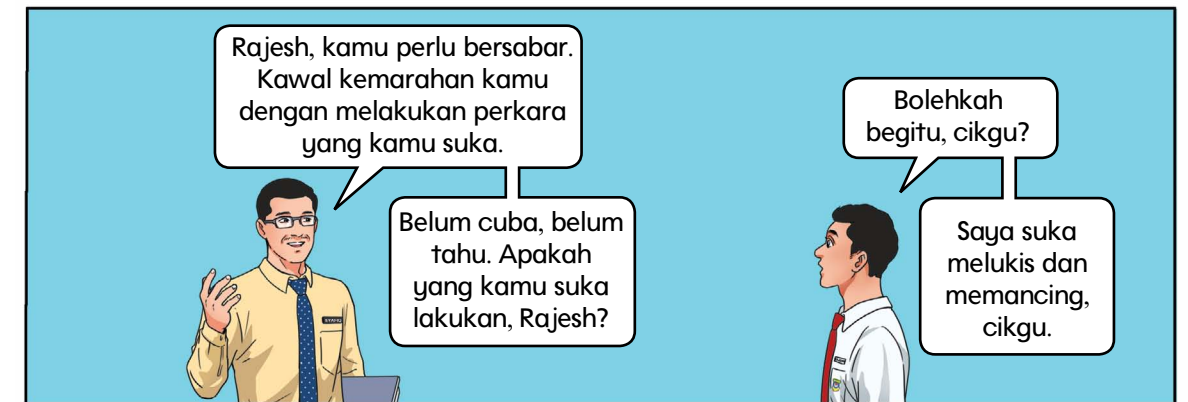 Rajesh, kamu perlu bersabar.
Kawal kemarahan kamu
dengan melakukan perkara
yang kamu suka.
Bolehkah
begitu, cikgu?
Belum cuba, belum
tahu. Apakah
yang kamu suka
lakukan, Rajesh?
Saya suka
melukis dan
memancing,
cikgu.